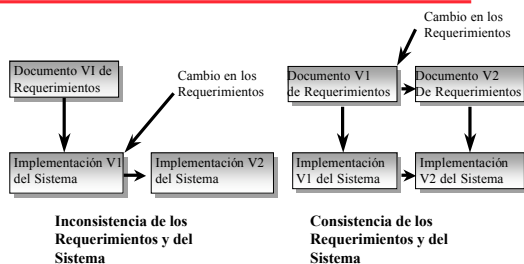 Documento VI de
Requerimientos
Cambio en los
Requerimientos
Implementación V1
del Sistema
Implementación V2
del Sistema
Inconsistencia de los
Requerimientos y del
Sistema
Cambio en los
Requerimientos
Documento V1
de Requerimientos
Documento V2
De Requerimientos
Implementación
V1 del Sistema
Implementación
V2 del Sistema
Consistencia de los
Requerimientos y del
Sistema